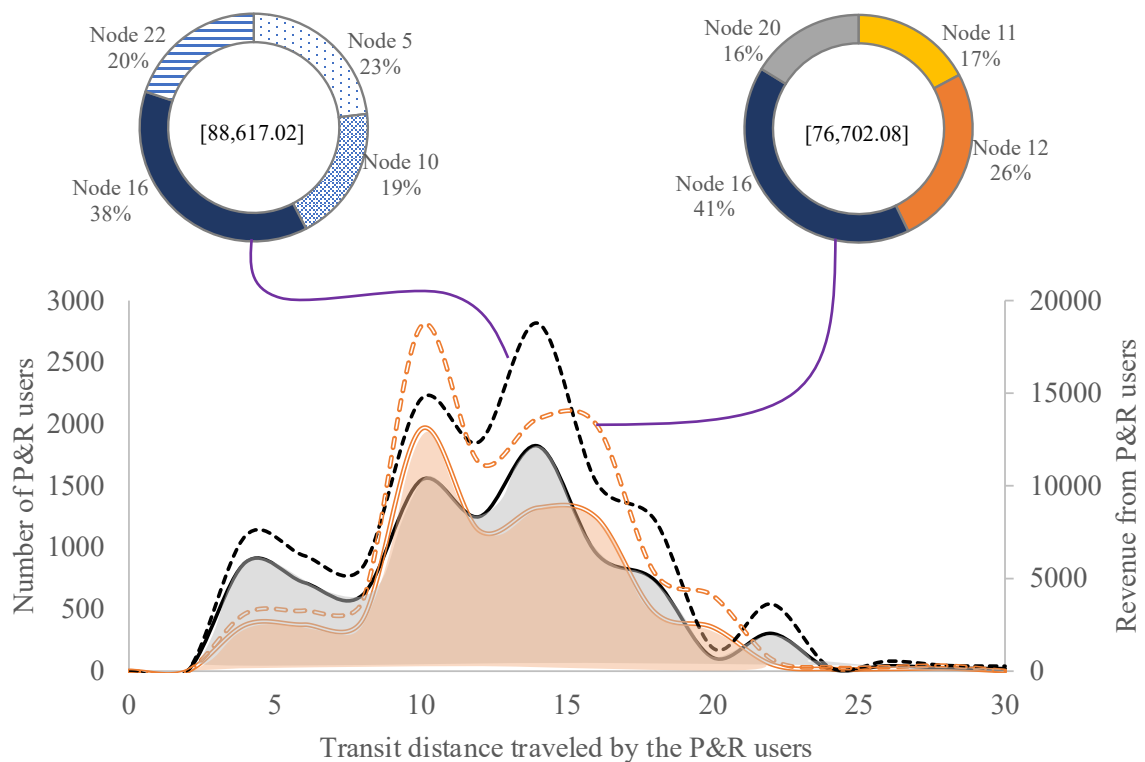 Node 22
20%
Node 5
23%
[88,617.02]
Node 10
19%
Node 16
38%
Node 20
16%
Node 11
17%
[76,702.08]
Node 12
26%
Node 16
41%
3000
2500
2000
1500
1000
500
0
Number of P&R users
20000
15000
10000
5000
0
Revenue from P&R users
0 5 10 15 20 25 30
Transit distance traveled by the P&R users